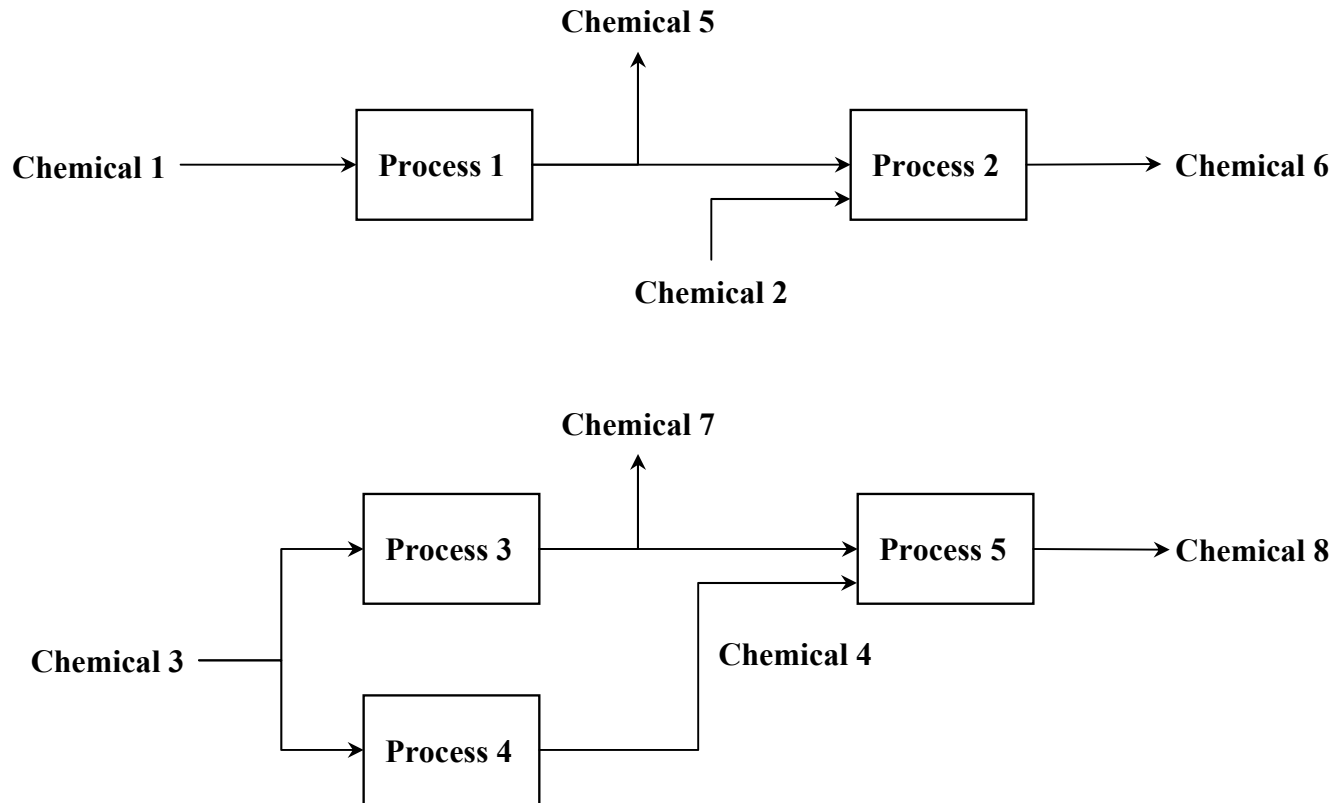 Chemical 5
Chemical 1
Process 1
Process 2
Chemical 6
Chemical 2
Chemical 7
Process 3
Process 5
Chemical 8
Chemical 3
Chemical 4
Process 4